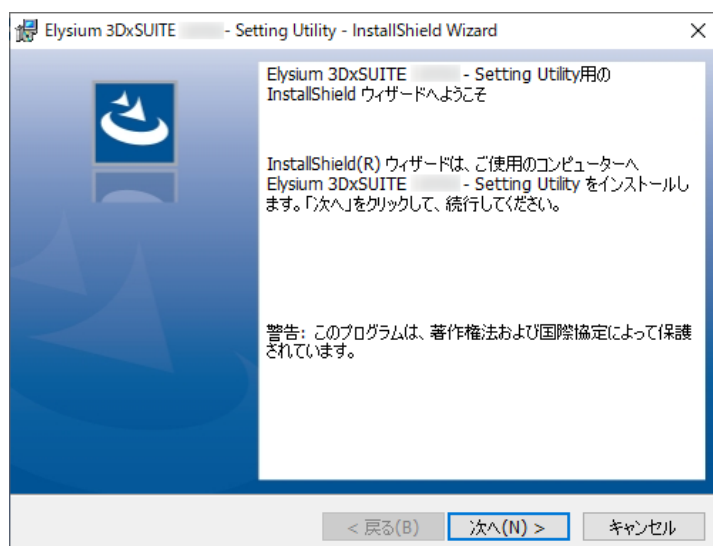 Elysium 3DxSUITE - Setting Utility - InstallShield Wizard
Elysium 3DxSUITE - Setting Utility用の
InstallShield ウィザードへようこそ
InstallShield(R) ウィザードは、ご使用のコンピューターへ
Elysium 3DxSUITE - Setting Utility をインストールし
ます。「次へ」をクリックして、続行してください。
警告: このプログラムは、著作権法および国際協定によって保護
されています。
< 戻る(B) 次へ(N) > キャンセル